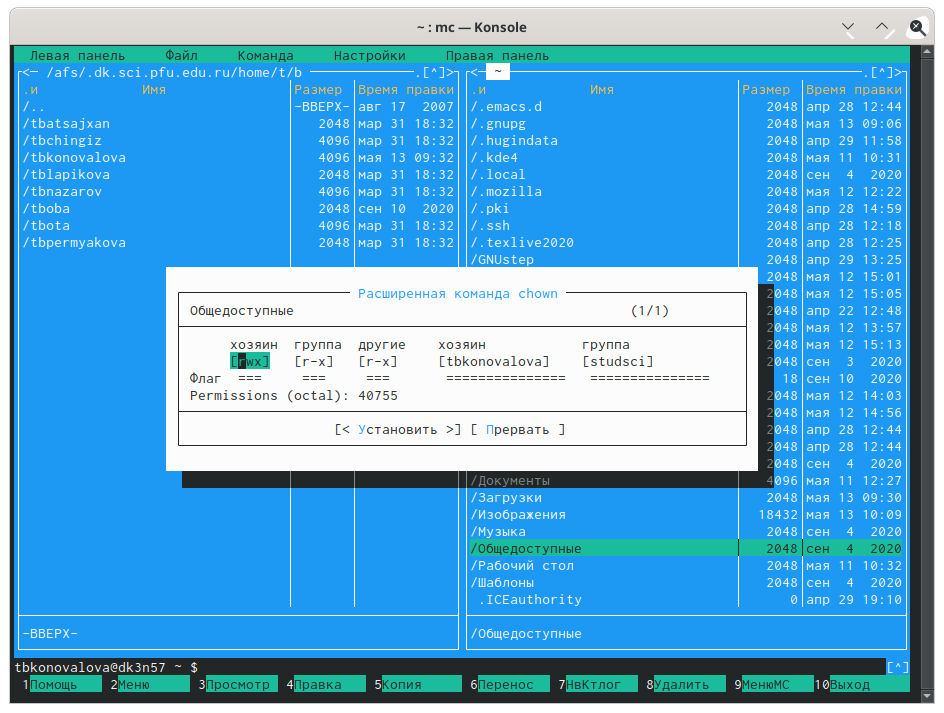 ~ : mc — Konsole
Левая панель Файл Команда Настройки Правая панель
<─ /afs/.dk.sci.pfu.edu.ru/home/t/b .[^]>
.и Имя Размер Время правки
/.. -ВВЕРХ- авг 17 2007
/tbatsajxan 2048 мар 31 18:32
/tbchingiz 4096 мар 31 18:32
/tbkonovalova 4096 мая 13 09:32
/tblapikova 2048 мар 31 18:32
/tbnazarov 4096 мар 31 18:32
/tboba 2048 сен 10 2020
/tbota 4096 мар 31 18:32
/tbpermyakova 2048 мар 31 18:32
-ВВЕРХ-
<─ ~ .[^]>
.и Имя Размер Время правки
/.emacs.d 2048 апр 28 12:44
/.gnupg 2048 мая 13 09:06
/.hugindata 2048 апр 29 11:58
/.kde4 2048 мая 11 10:31
/.local 2048 сен 4 2020
/.mozilla 2048 мая 12 12:22
/.pki 2048 апр 28 14:59
/.ssh 2048 апр 28 12:18
/.texlive2020 2048 апр 28 12:25
/GNUstep 2048 апр 29 13:25
2048 мая 12 15:01
2048 мая 12 15:05
2048 апр 22 12:48
2048 мая 12 13:57
2048 мая 12 15:13
2048 сен 3 2020
18 сен 10 2020
2048 мая 12 14:03
2048 мая 12 14:56
2048 апр 28 12:44
2048 апр 28 12:44
2048 сен 4 2020
/Документы 4096 мая 11 12:27
/Загрузки 2048 мая 13 09:30
/Изображения 18432 мая 13 10:09
/Музыка 2048 сен 4 2020
/Общедоступные 2048 сен 4 2020
/Рабочий стол 2048 мая 11 10:32
/Шаблоны 2048 сен 4 2020
.ICEauthority 0 апр 29 19:10
/Общедоступные
Расширенная команда chown
Общедоступные (1/1)
хозяин группа другие хозяин группа
[rwx] [r-x] [r-x] [tbkonovalova] [studsci]
Флаг === === === =============== ===============
Permissions (octal): 40755
[< Установить >] [ Прервать ]
tbkonovalova@dk3n57 ~ $ [^]
1Помощь 2Меню 3Просмотр 4Правка 5Копия 6Перенос 7НвКтлог 8Удалить 9МенюMC 10Выход